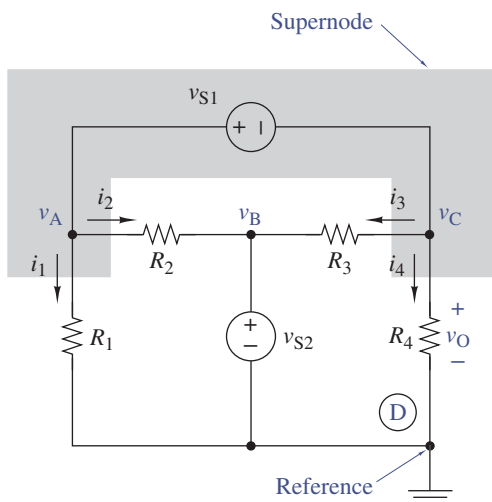 Supernode
vS1
+ −
i2
i3
vA
vB
vC
i1
R2
R3
i4
R1
+
−
vS2
R4
+
vO
−
D
Reference